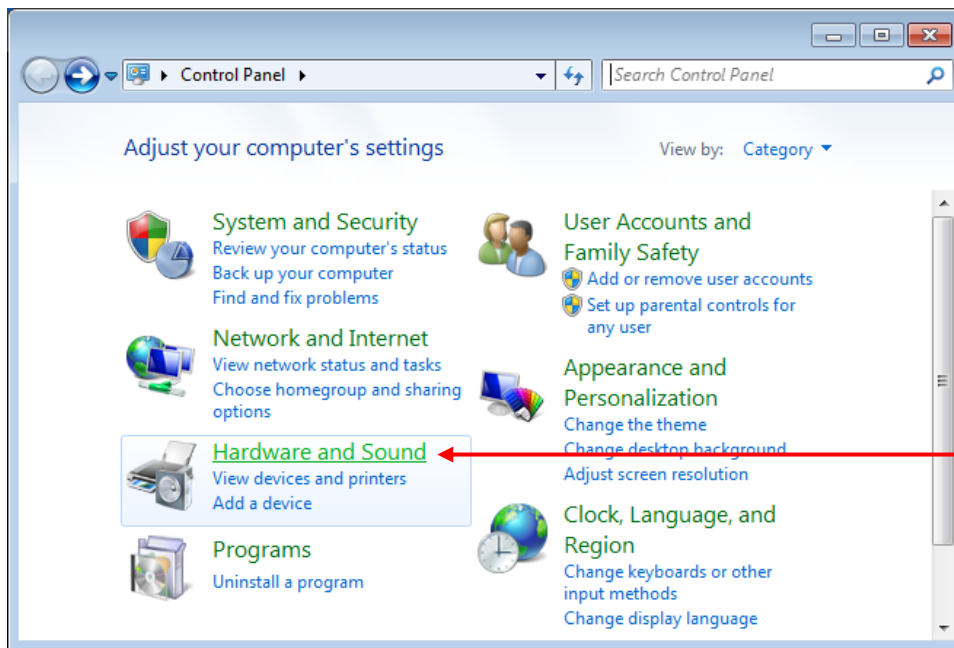 Control Panel
Search Control Panel
Adjust your computer's settings
View by: Category
System and Security
Review your computer's status
Back up your computer
Find and fix problems
Network and Internet
View network status and tasks
Choose homegroup and sharing
options
Hardware and Sound
View devices and printers
Add a device
Programs
Uninstall a program
User Accounts and
Family Safety
Add or remove user accounts
Set up parental controls for
any user
Appearance and
Personalization
Change the theme
Change desktop background
Adjust screen resolution
Clock, Language, and
Region
Change keyboards or other
input methods
Change display language